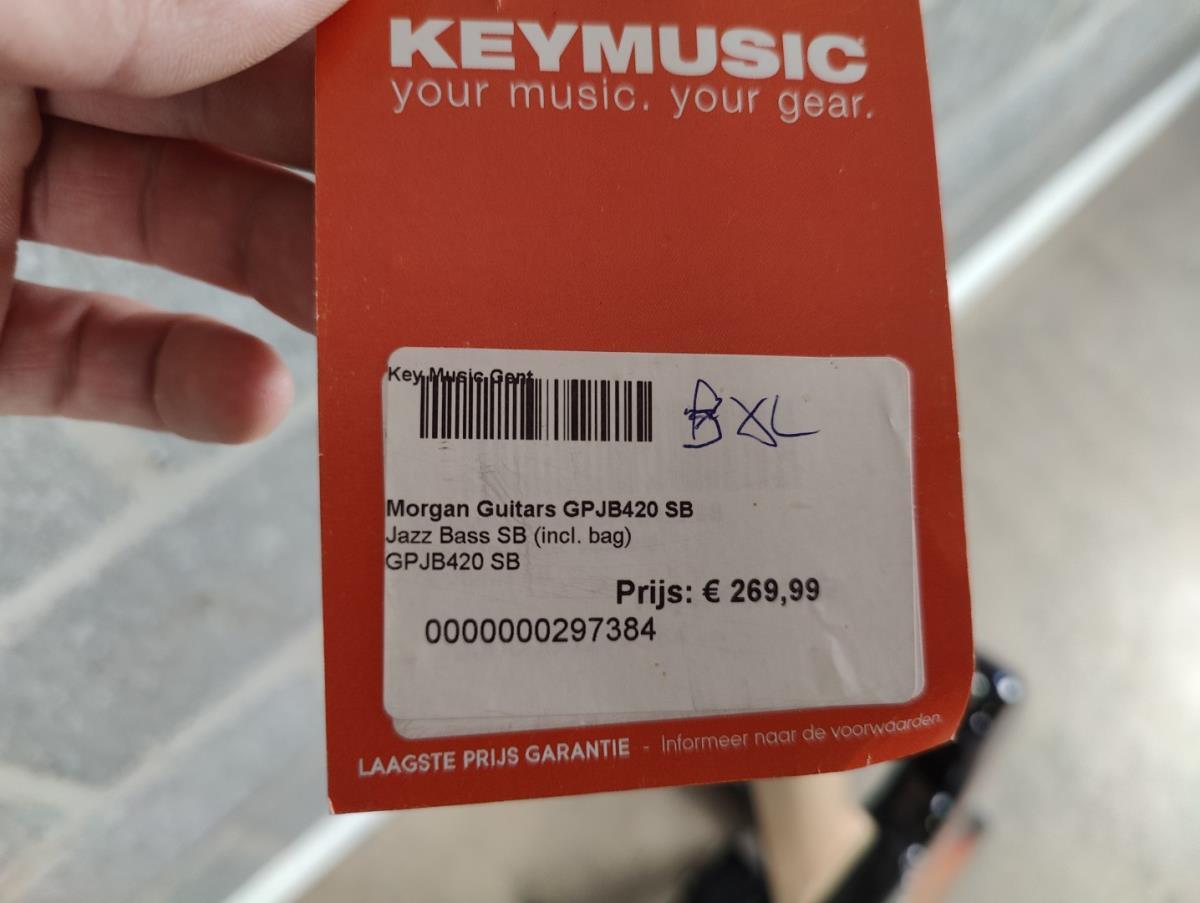 KEYMUSIC
your music. your gear.
Key Music Gent
BXL
Morgan Guitars GPJB420 SB
Jazz Bass SB (incl. bag)
GPJB420 SB
Prijs: € 269,99
0000000297384
LAAGSTE PRIJS GARANTIE - Informeer naar de voorwaarden.